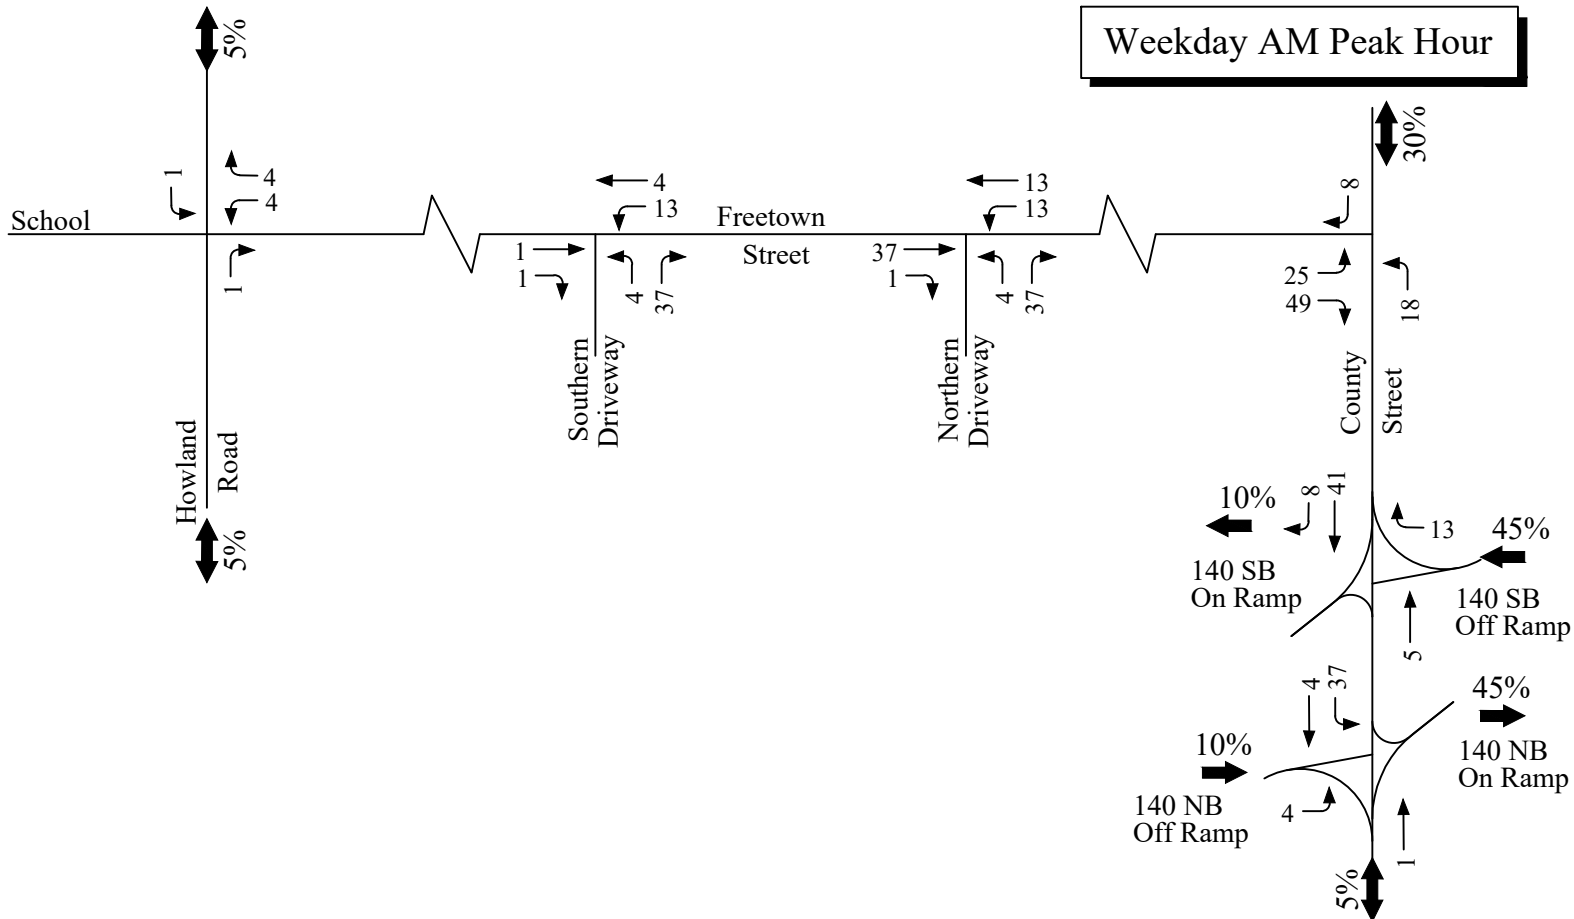 Weekday AM Peak Hour
5%
30%
1
4
4
1
School
4
13
Freetown
Street
1
1
4
37
13
13
37
1
4
37
8
25
49
18
Southern
Driveway
Northern
Driveway
County
Street
Howland
Road
5%
10%
8
41
13
45%
140 SB
On Ramp
140 SB
Off Ramp
5
4
37
45%
140 NB
On Ramp
10%
140 NB
Off Ramp
4
1
5%